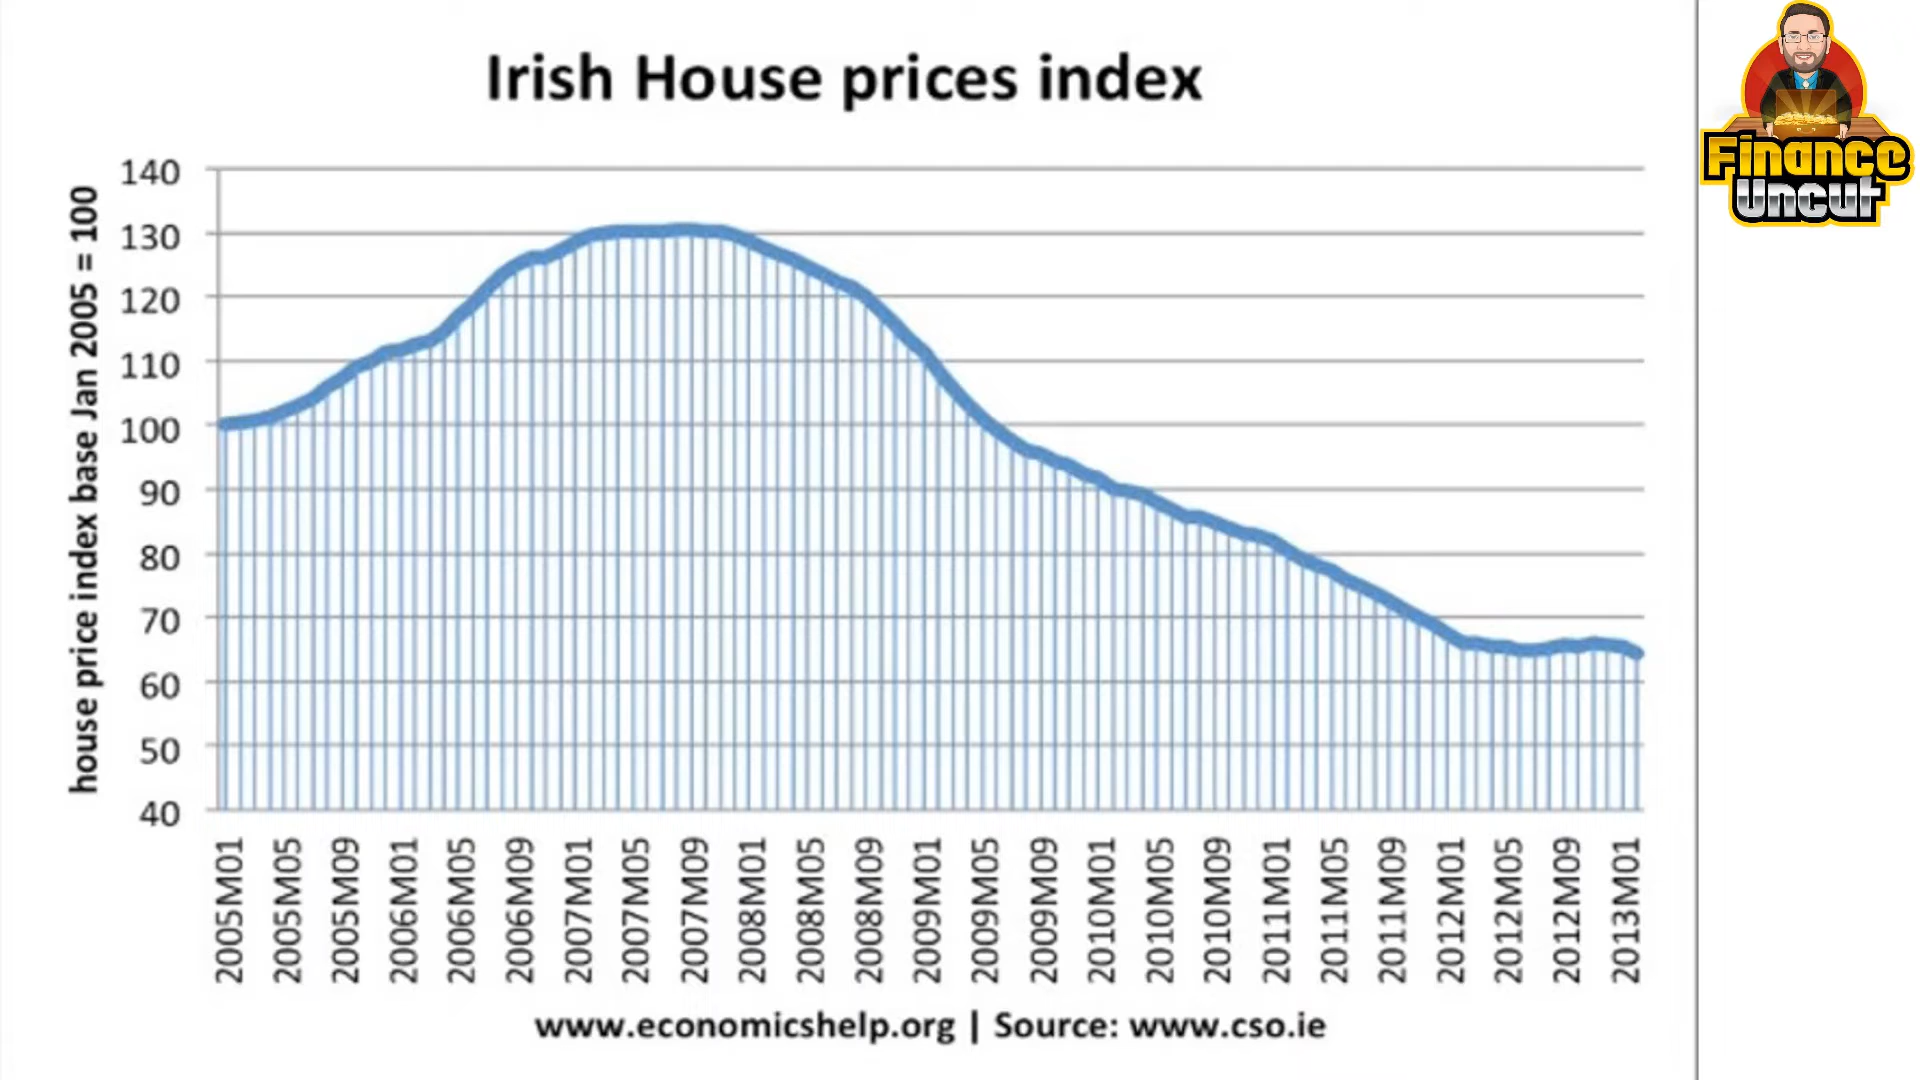 Irish House prices index
Finance
Uncut
house price index base Jan 2005 = 100
140
130
120
110
100
90
80
70
60
50
40
2005M01
2005M05
2005M09
2006M01
2006M05
2006M09
2007M01
2007M05
2007M09
2008M01
2008M05
2008M09
2009M01
2009M05
2009M09
2010M01
2010M05
2010M09
2011M01
2011M05
2011M09
2012M01
2012M05
2012M09
2013M01
www.economicshelp.org | Source: www.cso.ie